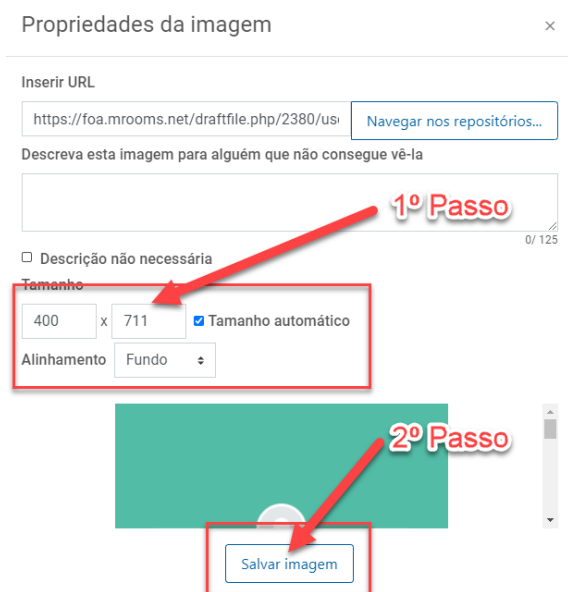 Propriedades da imagem ×
Inserir URL
https://foa.mrooms.net/draftfile.php/2380/us
Navegar nos repositórios...
Descreva esta imagem para alguém que não consegue vê-la
1º Passo
0/ 125
Descrição não necessária
Tamanho
400 x 711 Tamanho automático
Alinhamento Fundo
2º Passo
Salvar imagem